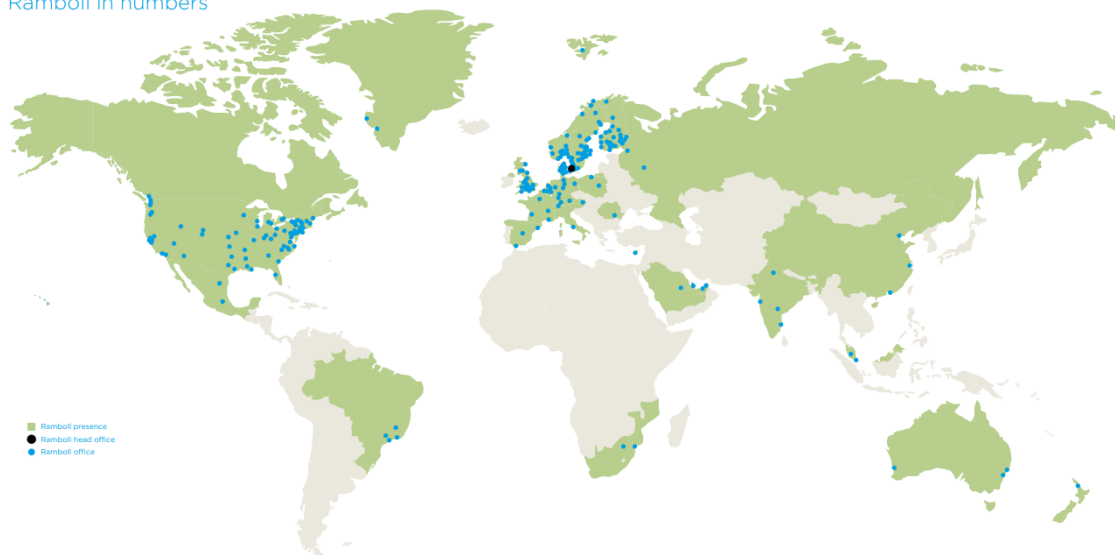 Ramboll in numbers
Ramboll presence
Ramboll head office
Ramboll office